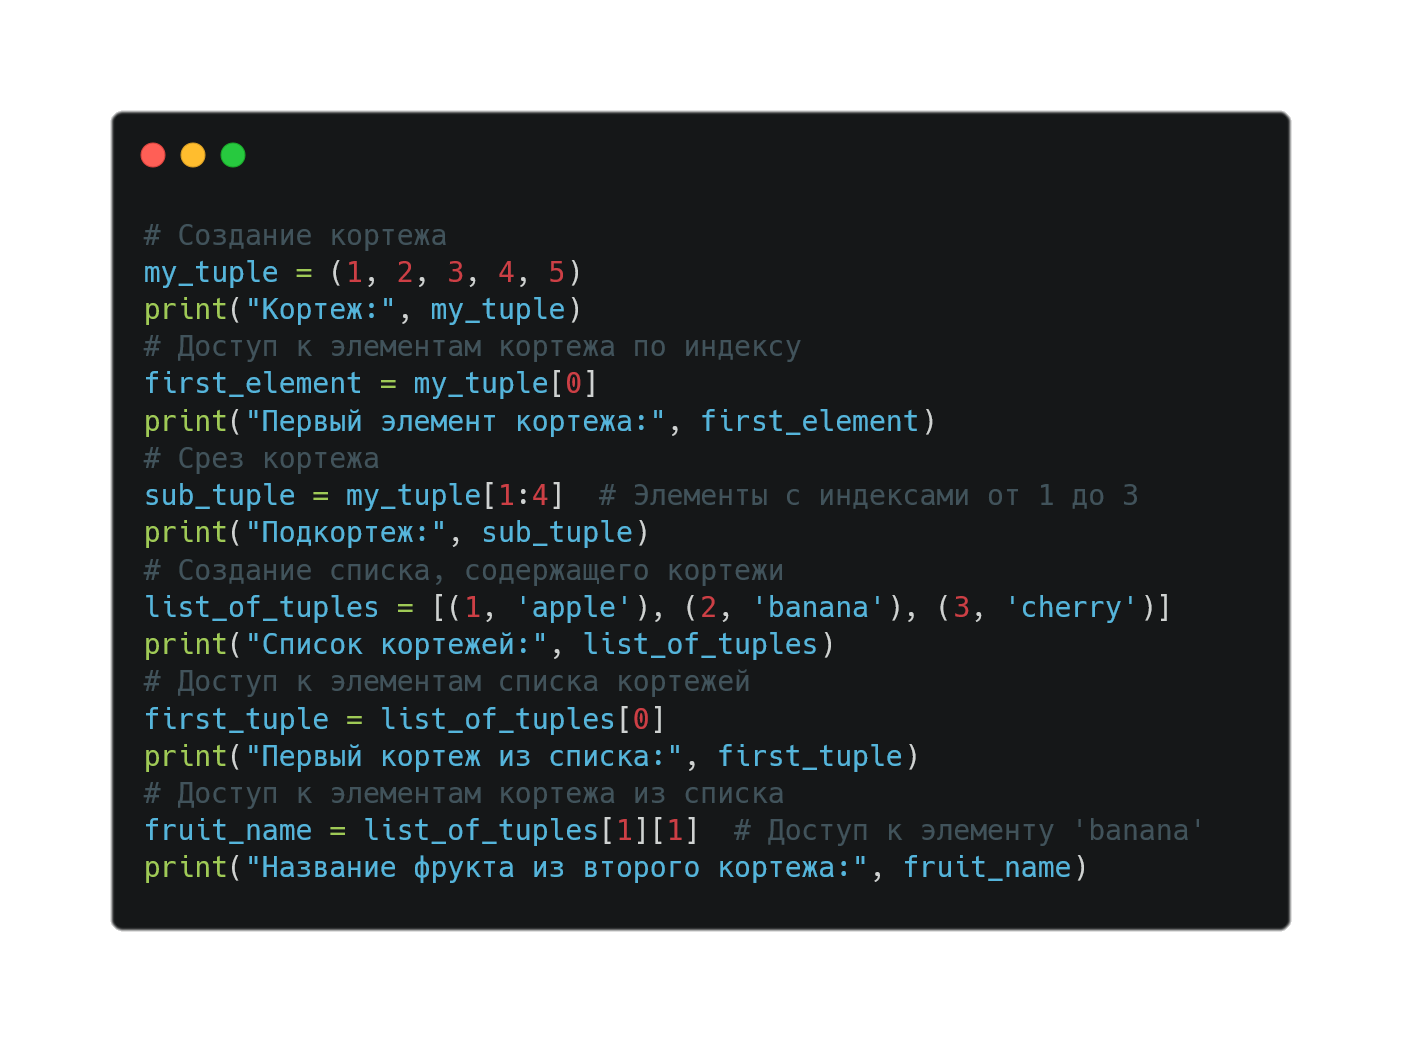 # Создание кортежа
my_tuple = (1, 2, 3, 4, 5)
print("Кортеж:", my_tuple)
# Доступ к элементам кортежа по индексу
first_element = my_tuple[0]
print("Первый элемент кортежа:", first_element)
# Срез кортежа
sub_tuple = my_tuple[1:4]  # Элементы с индексами от 1 до 3
print("Подкортеж:", sub_tuple)
# Создание списка, содержащего кортежи
list_of_tuples = [(1, 'apple'), (2, 'banana'), (3, 'cherry')]
print("Список кортежей:", list_of_tuples)
# Доступ к элементам списка кортежей
first_tuple = list_of_tuples[0]
print("Первый кортеж из списка:", first_tuple)
# Доступ к элементам кортежа из списка
fruit_name = list_of_tuples[1][1]  # Доступ к элементу 'banana'
print("Название фрукта из второго кортежа:", fruit_name)